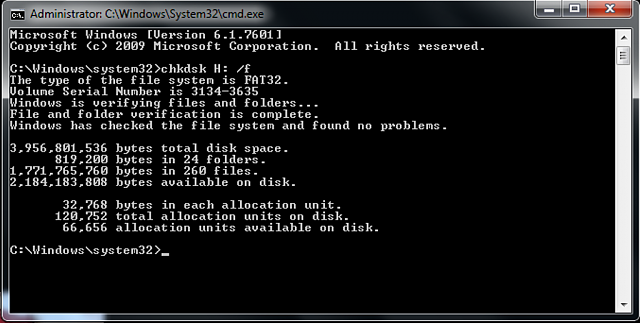 Administrator: C:\Windows\System32\cmd.exe
Microsoft Windows [Version 6.1.7601]
Copyright (c) 2009 Microsoft Corporation.  All rights reserved.
C:\Windows\system32>chkdsk H: /f
The type of the file system is FAT32.
Volume Serial Number is 3134-3635
Windows is verifying files and folders...
File and folder verification is complete.
Windows has checked the file system and found no problems.
3,956,801,536 bytes total disk space.
819,200 bytes in 24 folders.
1,771,765,760 bytes in 260 files.
2,184,183,808 bytes available on disk.
32,768 bytes in each allocation unit.
120,752 total allocation units on disk.
66,656 allocation units available on disk.
C:\Windows\system32>_